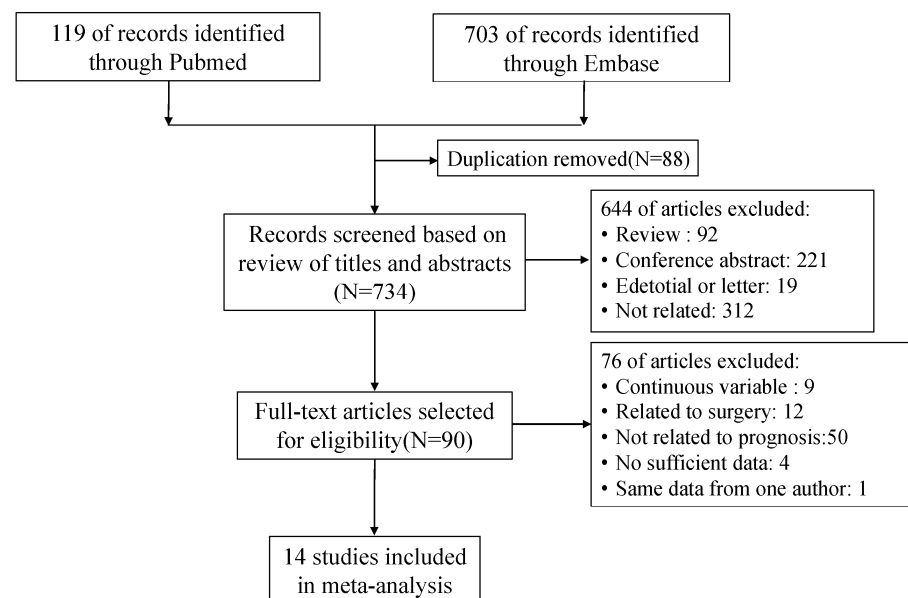 119 of records identified
through Pubmed
703 of records identified
through Embase
Duplication removed(N=88)
Records screened based on
review of titles and abstracts
(N=734)
644 of articles excluded:
• Review : 92
• Conference abstract: 221
• Edetotial or letter: 19
• Not related: 312
Full-text articles selected
for eligibility(N=90)
76 of articles excluded:
• Continuous variable : 9
• Related to surgery: 12
• Not related to prognosis:50
• No sufficient data: 4
• Same data from one author: 1
14 studies included
in meta-analysis